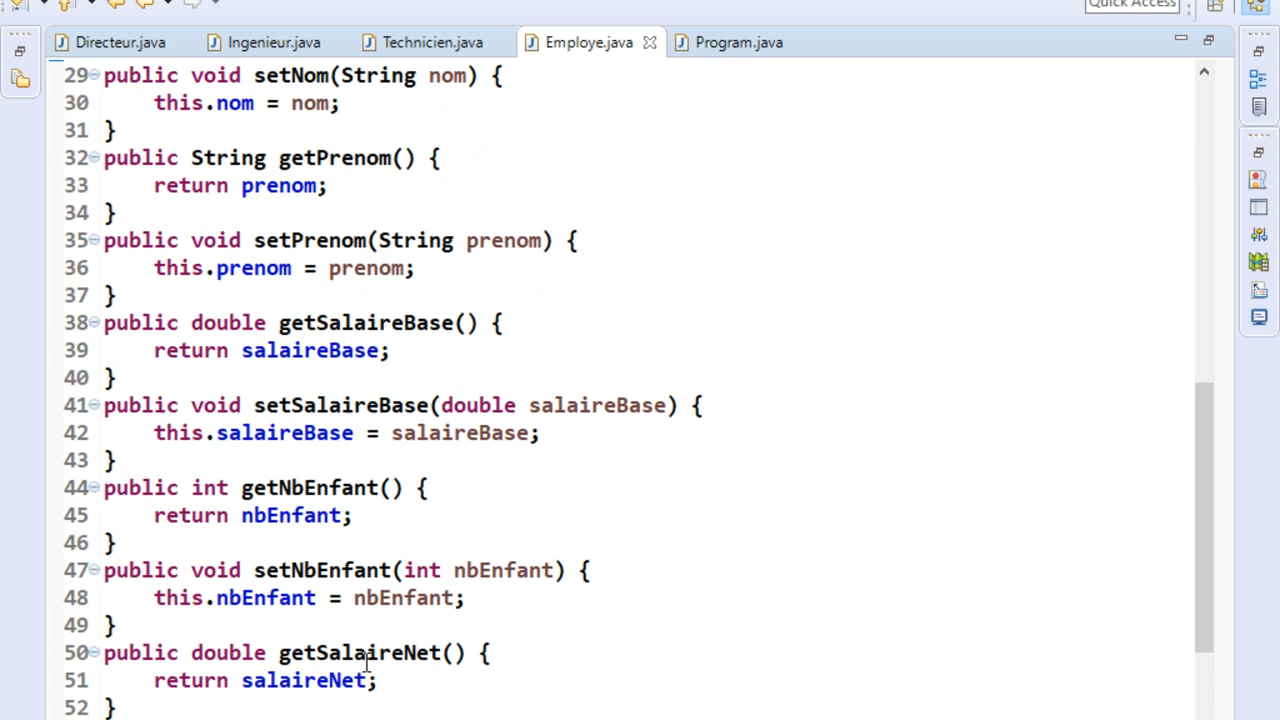 Quick Access
Directeur.java Ingenieur.java Technicien.java Employe.java Program.java
29 public void setNom(String nom) {
30 this.nom = nom;
31 }
32 public String getPrenom() {
33 return prenom;
34 }
35 public void setPrenom(String prenom) {
36 this.prenom = prenom;
37 }
38 public double getSalaireBase() {
39 return salaireBase;
40 }
41 public void setSalaireBase(double salaireBase) {
42 this.salaireBase = salaireBase;
43 }
44 public int getNbEnfant() {
45 return nbEnfant;
46 }
47 public void setNbEnfant(int nbEnfant) {
48 this.nbEnfant = nbEnfant;
49 }
50 public double getSalaireNet() {
51 return salaireNet;
52 }